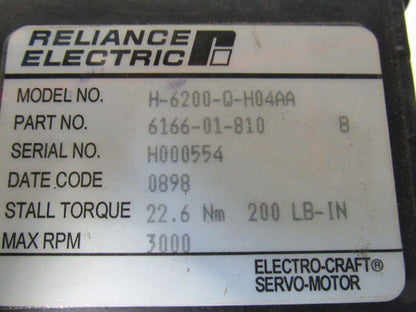 RELIANCE
ELECTRIC
MODEL NO. H-6200-Q-H04AA
PART NO. 6166-01-810 B
SERIAL NO. H000554
DATE CODE 0898
STALL TORQUE 22.6 Nm 200 LB-IN
MAX RPM 3000
ELECTRO-CRAFT®
SERVO-MOTOR